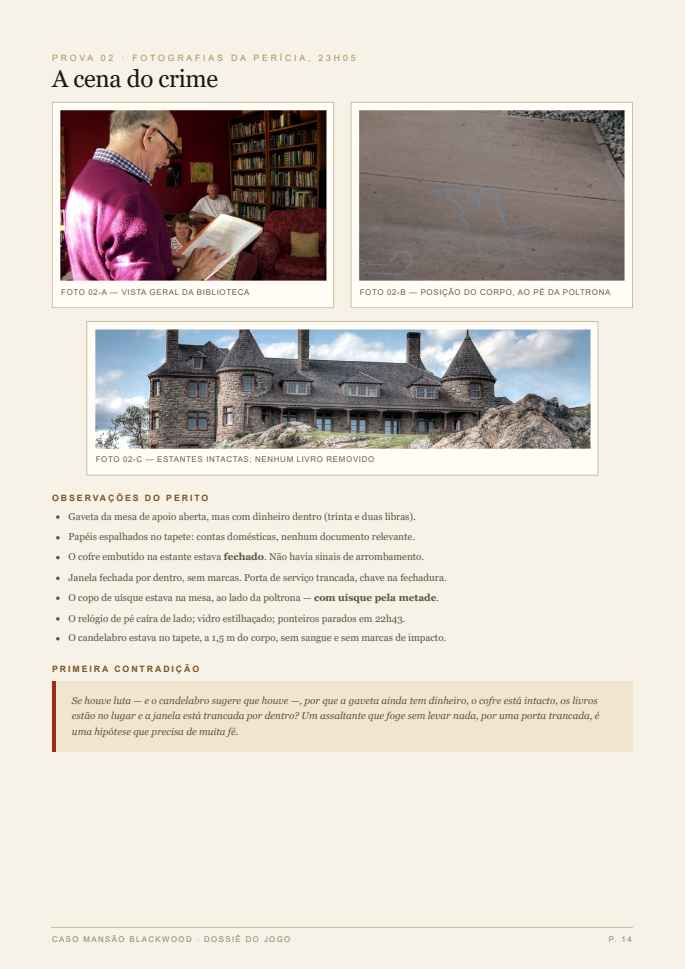 PROVA 02 · FOTOGRAFIAS DA PERÍCIA, 23H05
A cena do crime
FOTO 02-A — VISTA GERAL DA BIBLIOTECA
FOTO 02-B — POSIÇÃO DO CORPO, AO PÉ DA POLTRONA
FOTO 02-C — ESTANTES INTACTAS; NENHUM LIVRO REMOVIDO
OBSERVAÇÕES DO PERITO
• Gaveta da mesa de apoio aberta, mas com dinheiro dentro (trinta e duas libras).
• Papéis espalhados no tapete: contas domésticas, nenhum documento relevante.
• O cofre embutido na estante estava fechado. Não havia sinais de arrombamento.
• Janela fechada por dentro, sem marcas. Porta de serviço trancada, chave na fechadura.
• O copo de uísque estava na mesa, ao lado da poltrona — com uísque pela metade.
• O relógio de pé caíra de lado; vidro estilhaçado; ponteiros parados em 22h43.
• O candelabro estava no tapete, a 1,5 m do corpo, sem sangue e sem marcas de impacto.
PRIMEIRA CONTRADIÇÃO
Se houve luta — e o candelabro sugere que houve —, por que a gaveta ainda tem dinheiro, o cofre está intacto, os livros
estão no lugar e a janela está trancada por dentro? Um assaltante que foge sem levar nada, por uma porta trancada, é
uma hipótese que precisa de muita fé.
CASO MANSÃO BLACKWOOD · DOSSIÊ DO JOGO
P. 14